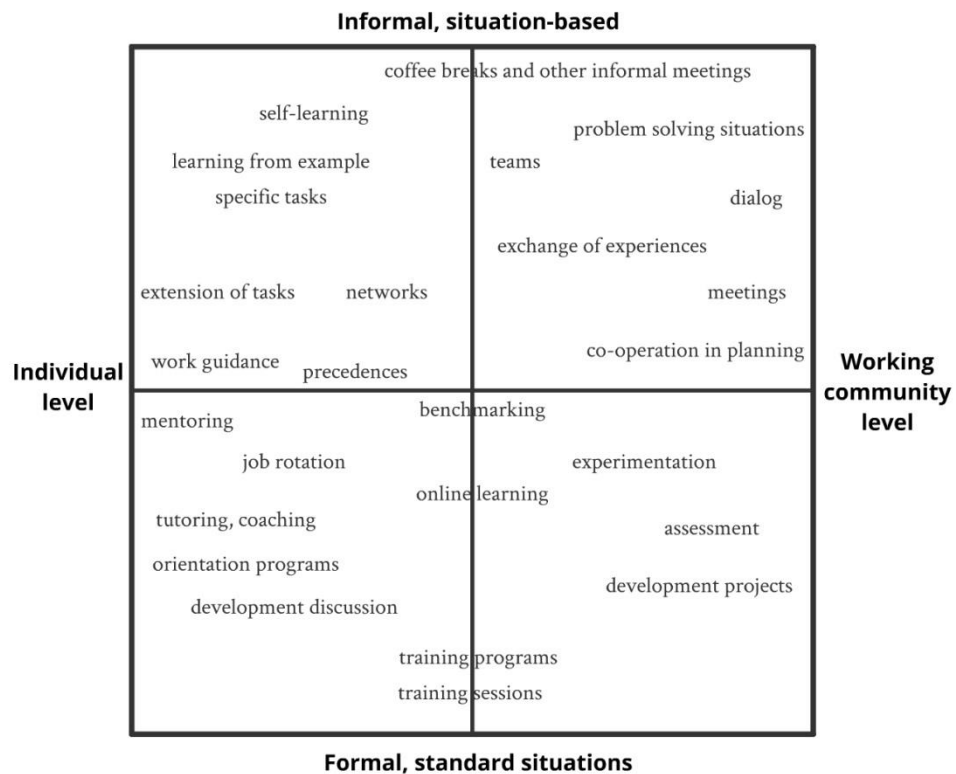 Informal, situation-based
coffee breaks and other informal meetings
self-learning
problem solving situations
learning from example
teams
specific tasks
dialog
exchange of experiences
extension of tasks
networks
meetings
co-operation in planning
work guidance
precedences
Individual
level
Working
community
level
benchmarking
mentoring
job rotation
experimentation
online learning
tutoring, coaching
assessment
orientation programs
development projects
development discussion
training programs
training sessions
Formal, standard situations